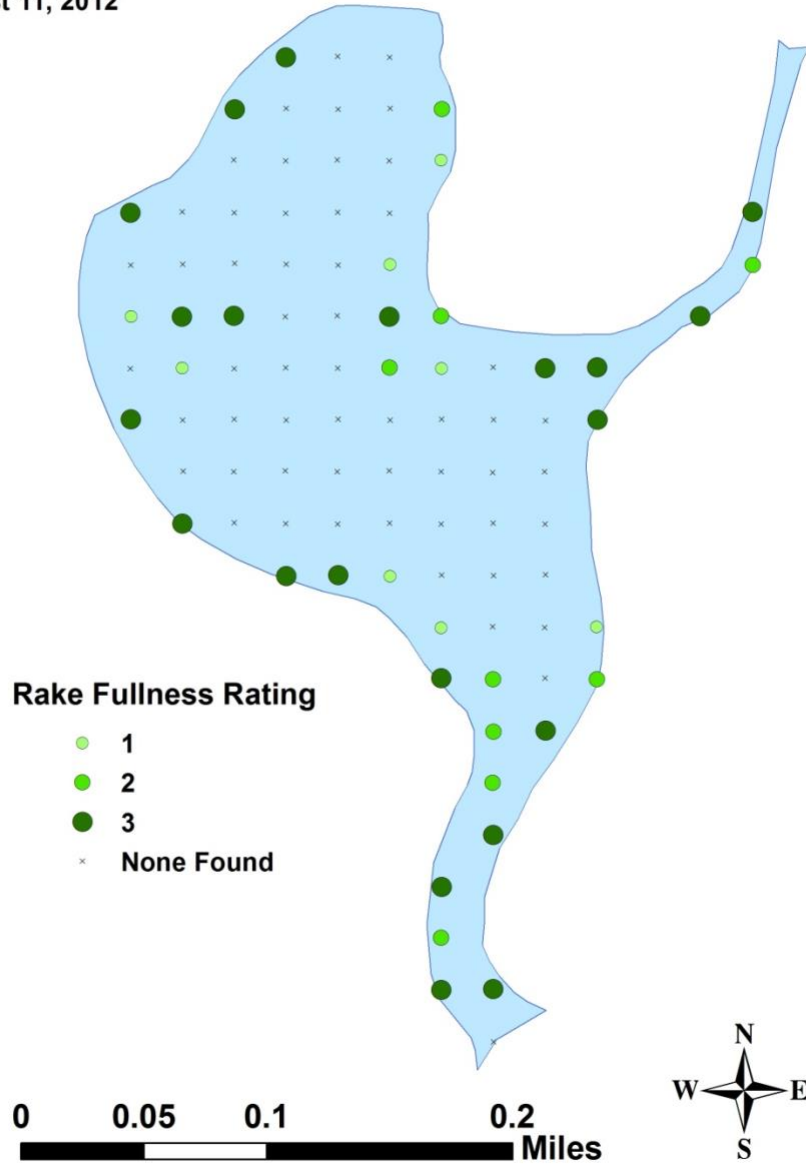 11, 2012
Rake Fullness Rating
1
2
3
None Found
N
W E
S
0 0.05 0.1 0.2
Miles